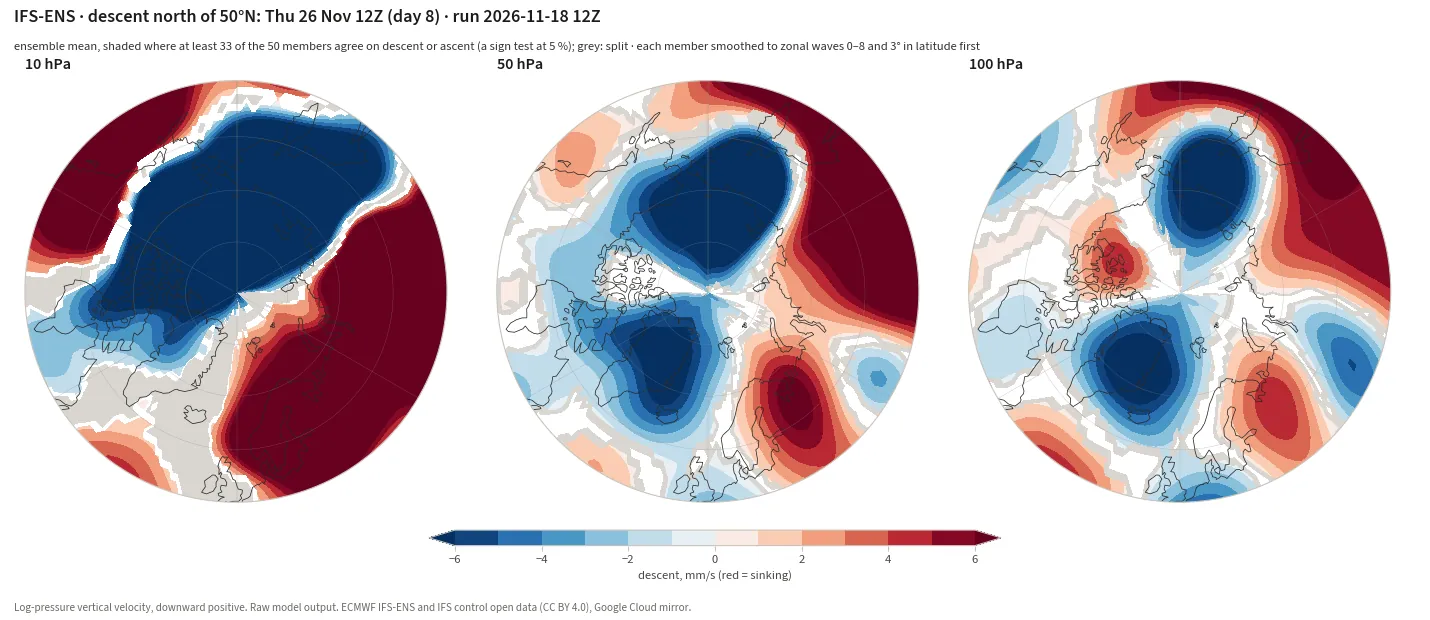 IFS-ENS · descent north of 50°N: Thu 26 Nov 12Z (day 8) · run 2026-11-18 12Z
ensemble mean, shaded where at least 33 of the 50 members agree on descent or ascent (a sign test at 5 %); grey: split · each member smoothed to zonal waves 0–8 and 3° in latitude first
10 hPa
50 hPa
100 hPa
−6 −4 −2 0 2 4 6
descent, mm/s (red = sinking)
Log-pressure vertical velocity, downward positive. Raw model output. ECMWF IFS-ENS and IFS control open data (CC BY 4.0), Google Cloud mirror.